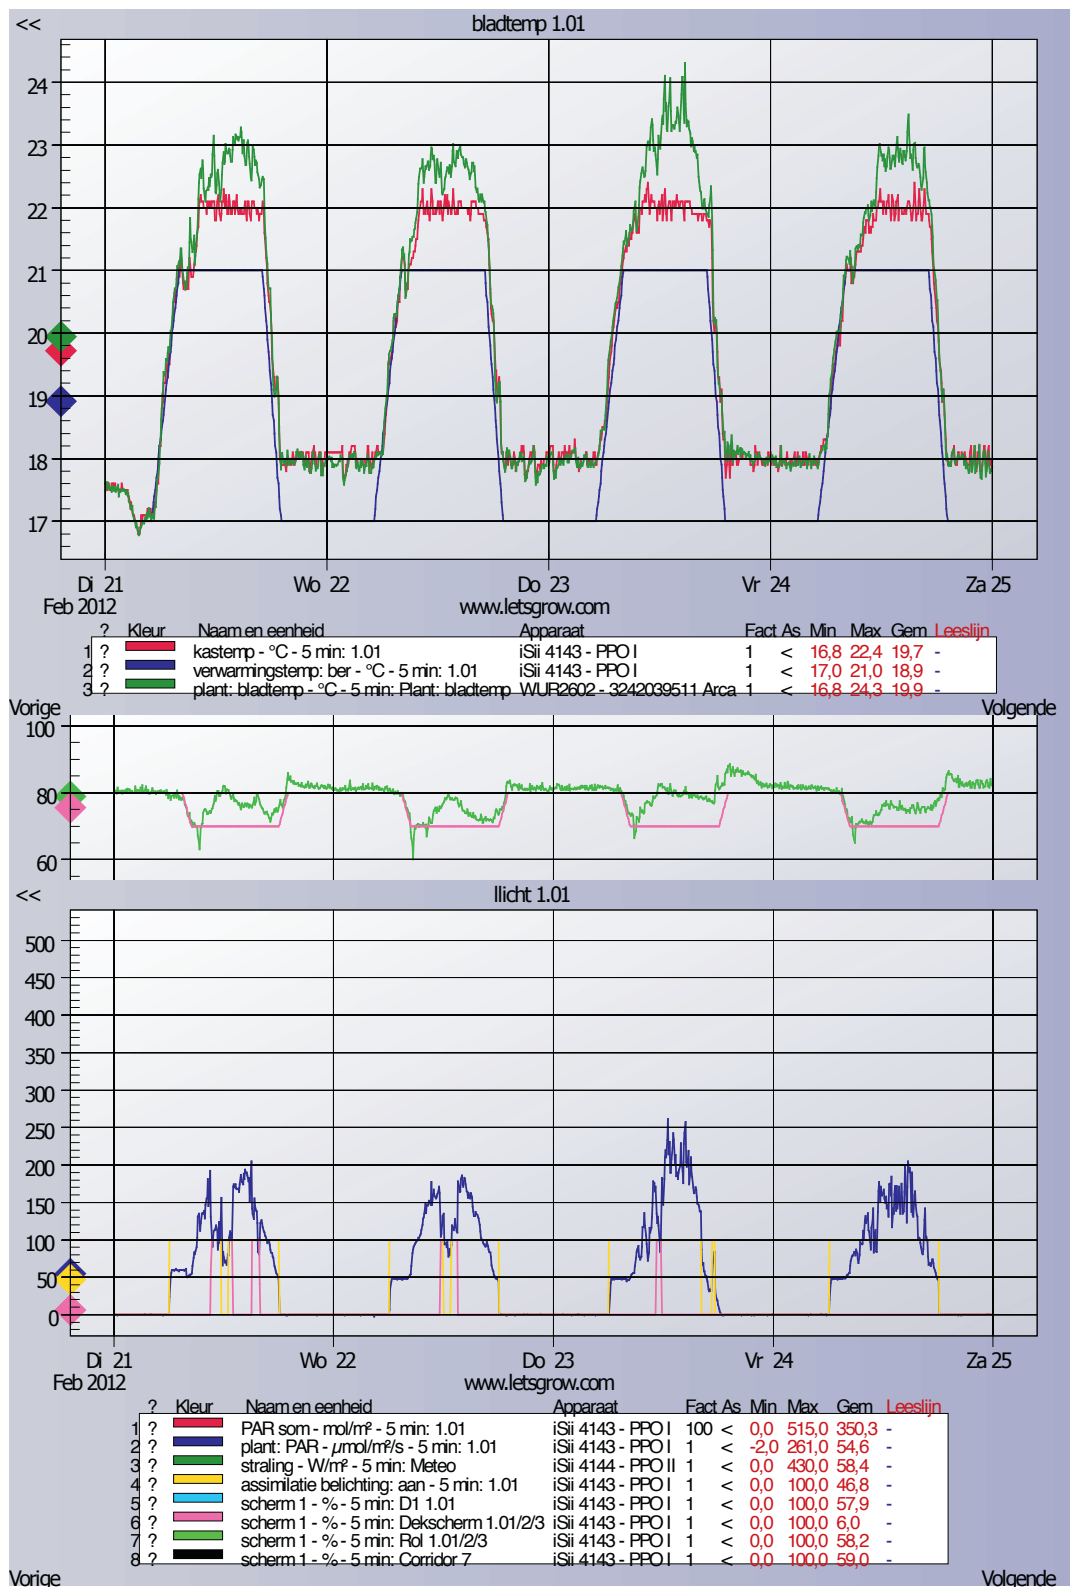 << bladtemp 1.01
24
23
22
21
20
19
18
17
Di 21 Wo 22 Do 23 Vr 24 Za 25
Feb 2012 www.letsgrow.com
? Kleur Naam en eenheid Apparaat Fact As Min Max Gem Leeslijn
1 ? kastemp - °C - 5 min: 1.01 iSii 4143 - PPO I 1 < 16,8 22,4 19,7 -
2 ? verwarmingstemp: ber - °C - 5 min: 1.01 iSii 4143 - PPO I 1 < 17,0 21,0 18,9 -
3 ? plant: bladtemp - °C - 5 min: Plant: bladtemp WUR2602 - 3242039511 Arca 1 < 16,8 24,3 19,9 -
Vorige Volgende
100
80
60
<< llicht 1.01
500
450
400
350
300
250
200
150
100
50
0
Di 21 Wo 22 Do 23 Vr 24 Za 25
Feb 2012 www.letsgrow.com
? Kleur Naam en eenheid Apparaat Fact As Min Max Gem Leeslijn
1 ? PAR som - mol/m² - 5 min: 1.01 iSii 4143 - PPO I 100 < 0,0 515,0 350,3 -
2 ? plant: PAR - µmol/m²/s - 5 min: 1.01 iSii 4143 - PPO I 1 < -2,0 261,0 54,6 -
3 ? straling - W/m² - 5 min: Meteo iSii 4144 - PPO II 1 < 0,0 430,0 58,4 -
4 ? assimilatie belichting: aan - 5 min: 1.01 iSii 4143 - PPO I 1 < 0,0 100,0 46,8 -
5 ? scherm 1 - % - 5 min: D1 1.01 iSii 4143 - PPO I 1 < 0,0 100,0 57,9 -
6 ? scherm 1 - % - 5 min: Dekscherm 1.01/2/3 iSii 4143 - PPO I 1 < 0,0 100,0 6,0 -
7 ? scherm 1 - % - 5 min: Rol 1.01/2/3 iSii 4143 - PPO I 1 < 0,0 100,0 58,2 -
8 ? scherm 1 - % - 5 min: Corridor 7 iSii 4143 - PPO I 1 < 0,0 100,0 59,0 -
Vorige Volgende